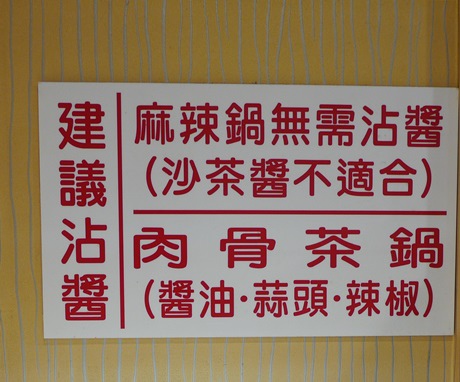 建議沾醬
麻辣鍋無需沾醬
(沙茶醬不適合)
肉骨茶鍋
(醬油·蒜頭·辣椒)